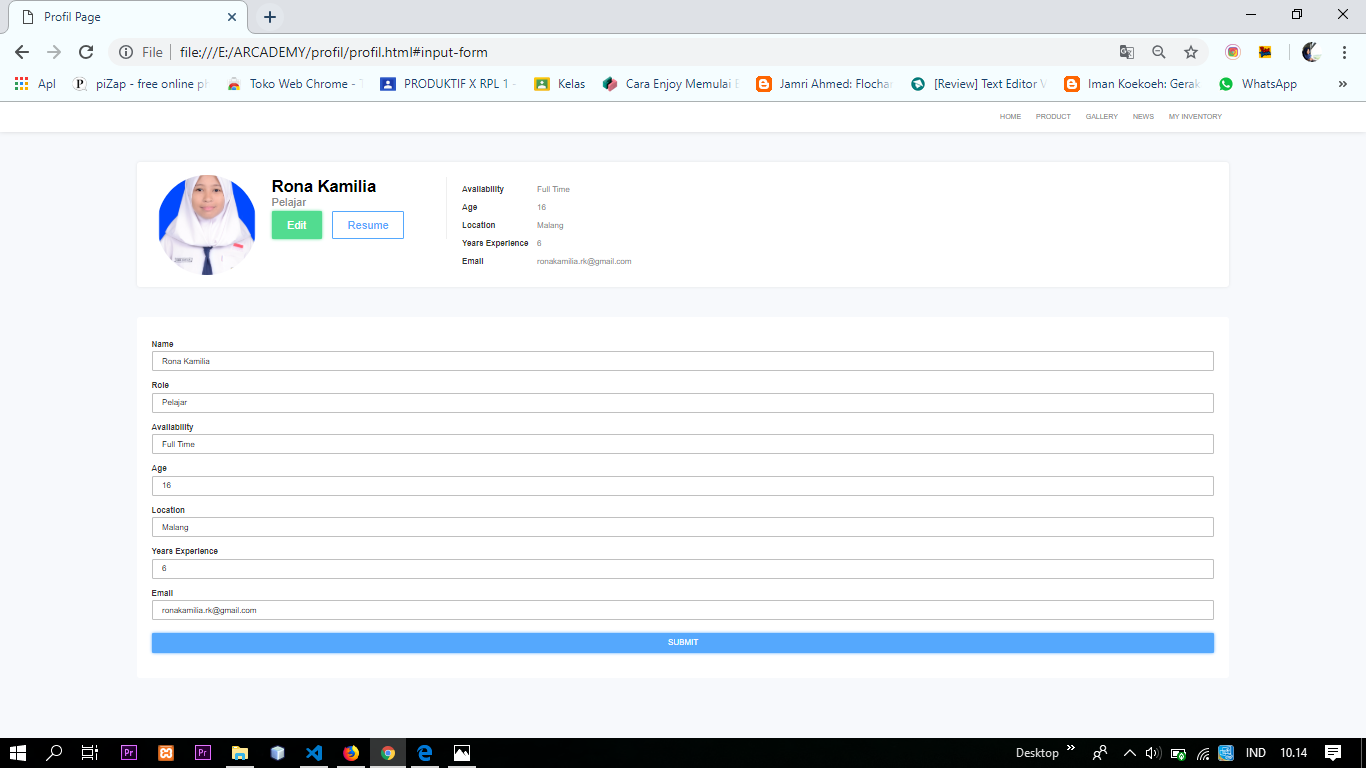 Profil Page
File
file:///E:/ARCADEMY/profil/profil.html#input-form
Apl
piZap - free online ph
Toko Web Chrome - T
PRODUKTIF X RPL 1 -
Kelas
Cara Enjoy Memulai B
Jamri Ahmed: Flochar
[Review] Text Editor V
Iman Koekoeh: Gerak
WhatsApp
HOME PRODUCT GALLERY NEWS MY INVENTORY
Rona Kamilia
Pelajar
Edit Resume
Availability Full Time
Age 16
Location Malang
Years Experience 6
Email ronakamilia.rk@gmail.com
Name
Rona Kamilia
Role
Pelajar
Availability
Full Time
Age
16
Location
Malang
Years Experience
6
Email
ronakamilia.rk@gmail.com
SUBMIT
Pr
Pr
Desktop
IND
10.14